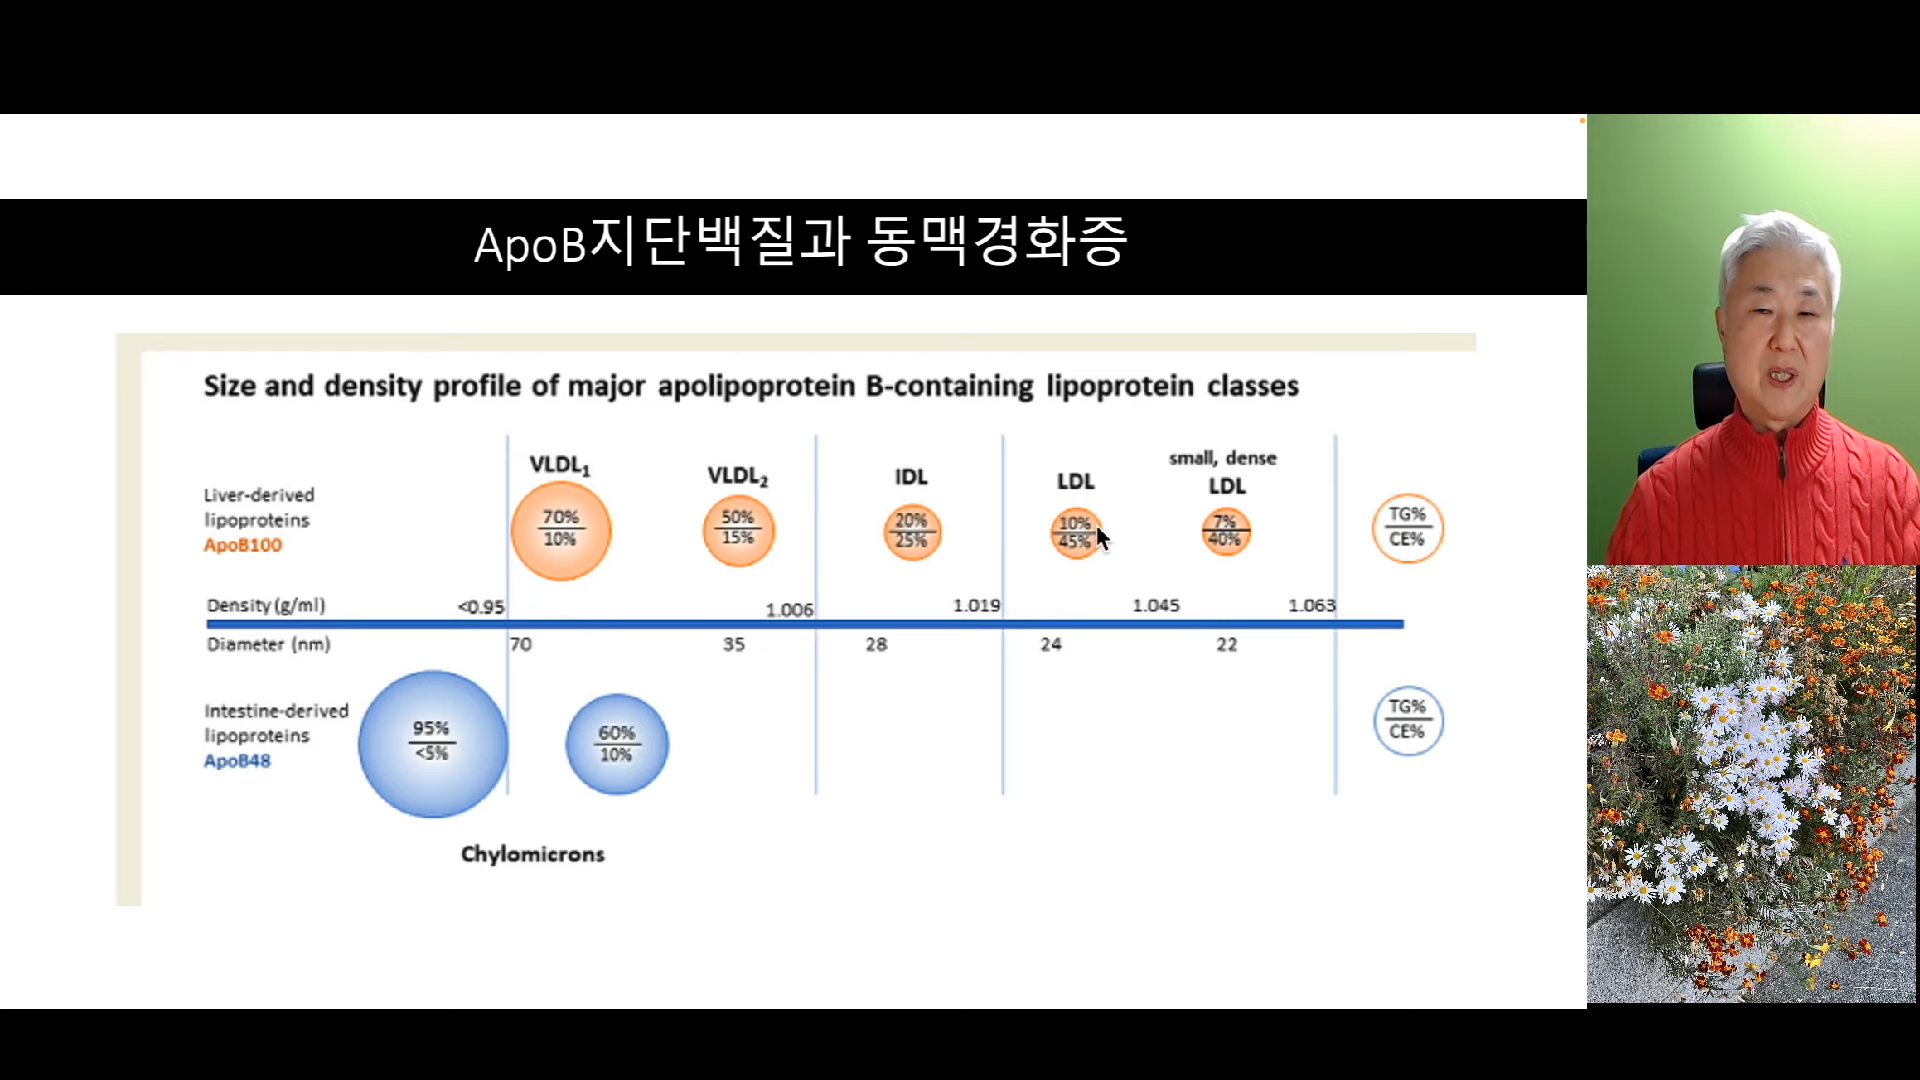 ApoB지단백질과 동맥경화증
Size and density profile of major apolipoprotein B-containing lipoprotein classes
Liver-derived
lipoproteins
ApoB100
VLDL1
70%
10%
VLDL2
50%
15%
IDL
20%
25%
LDL
10%
45%
small, dense
LDL
7%
40%
TG%
CE%
Density (g/ml) <0.95 1.006 1.019 1.045 1.063
Diameter (nm) 70 35 28 24 22
Intestine-derived
lipoproteins
ApoB48
95%
<5%
60%
10%
TG%
CE%
Chylomicrons